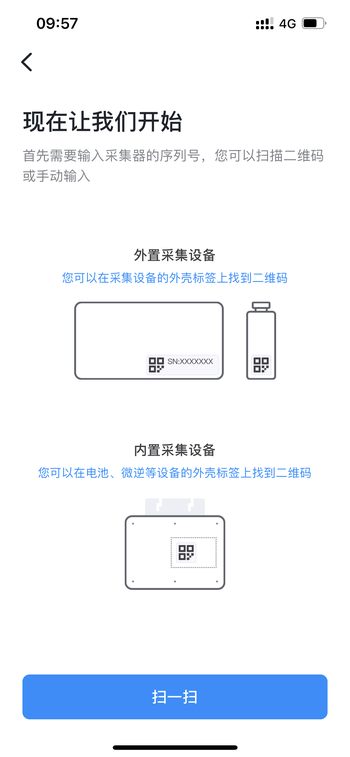 09:57
4G
现在让我们开始
首先需要输入采集器的序列号，您可以扫描二维码
或手动输入
外置采集设备
您可以在采集设备的外壳标签上找到二维码
SN:XXXXXXX
内置采集设备
您可以在电池、微逆等设备的外壳标签上找到二维码
扫一扫